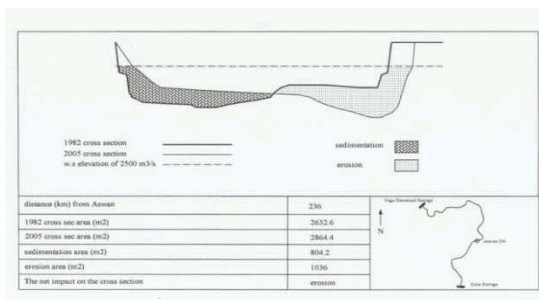 1982 cross section
2005 cross section
w.s elevation of 2500 m3/s
sedimentation
erosion
distance (km) from Aswan 236
1982 cross sec area (m2) 2632.6
2005 cross sec area (m2) 2864.4
sedimentation area (m2) 804.2
erosion area (m2) 1036
The net impact on the cross section erosion
N
Esna Barrage